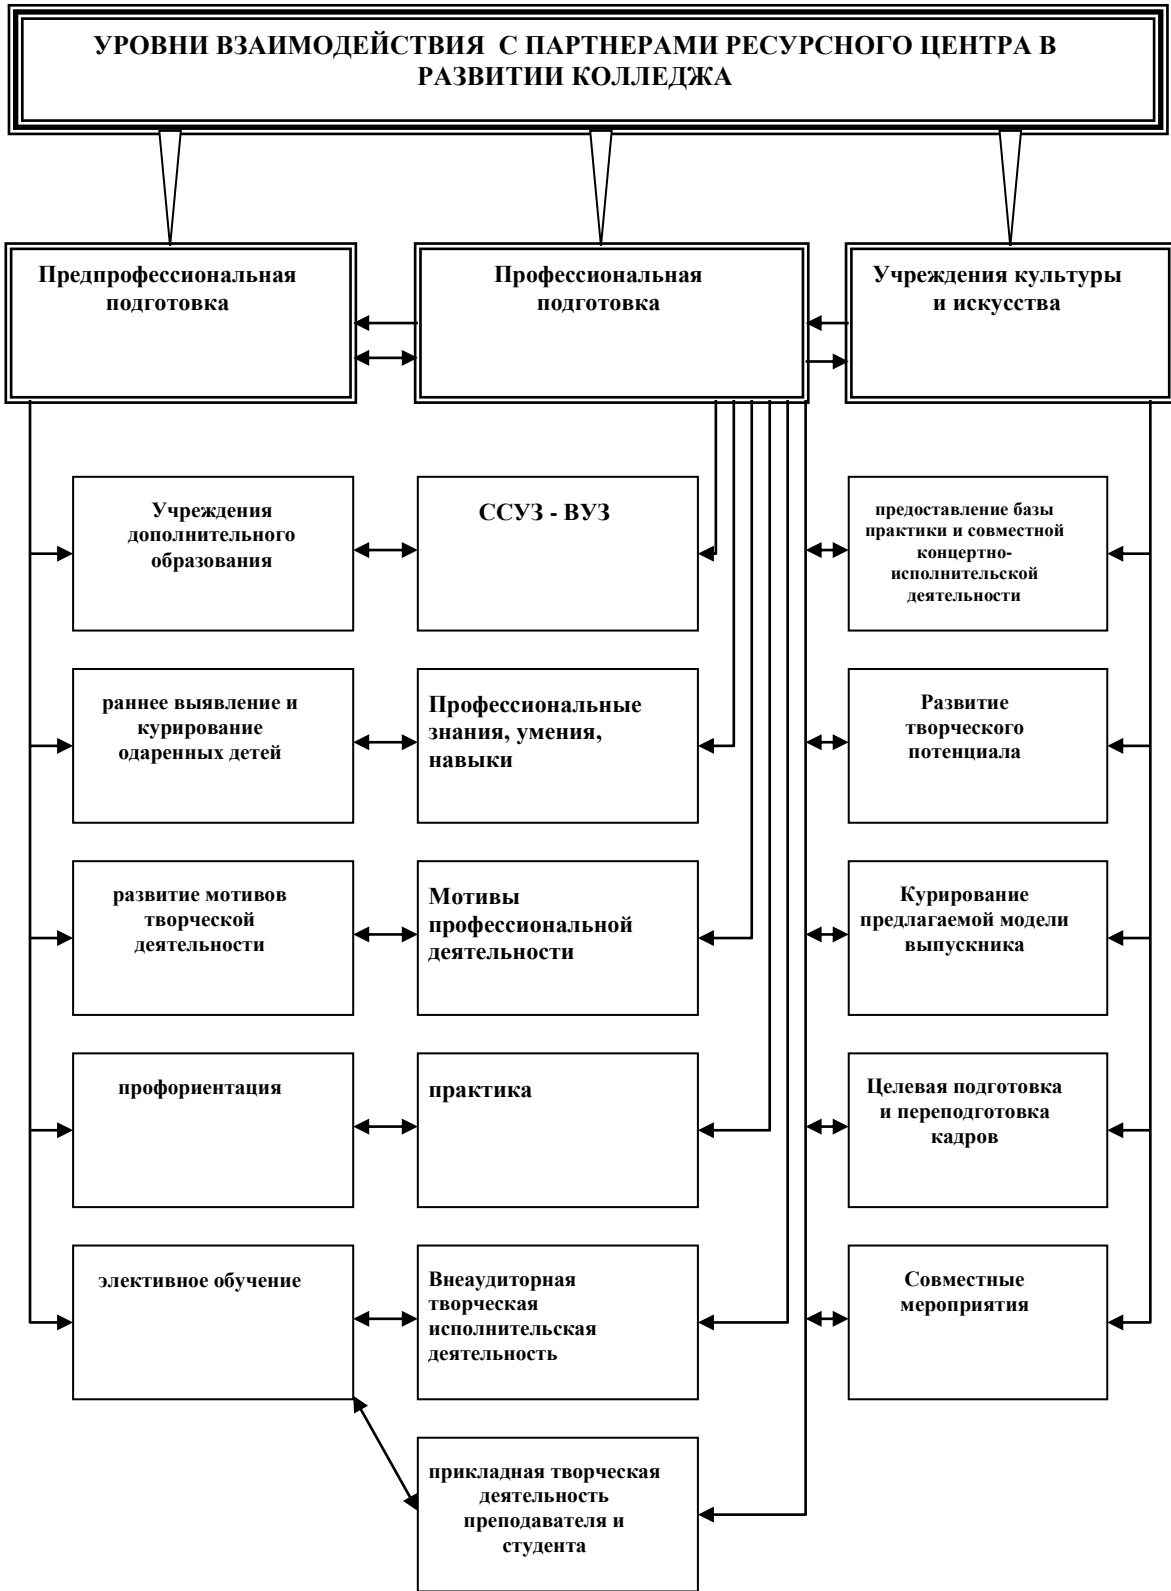 УРОВНИ ВЗАИМОДЕЙСТВИЯ С ПАРТНЕРАМИ РЕСУРСНОГО ЦЕНТРА В
РАЗВИТИИ КОЛЛЕДЖА
Предпрофессиональная
подготовка
Профессиональная
подготовка
Учреждения культуры
и искусства
Учреждения
дополнительного
образования
ССУЗ - ВУЗ
предоставление базы
практики и совместной
концертно-
исполнительской
деятельности
раннее выявление и
курирование
одаренных детей
Профессиональные
знания, умения,
навыки
Развитие
творческого
потенциала
развитие мотивов
творческой
деятельности
Мотивы
профессиональной
деятельности
Курирование
предлагаемой модели
выпускника
профориентация
практика
Целевая подготовка
и переподготовка
кадров
элективное обучение
Внеаудиторная
творческая
исполнительская
деятельность
Совместные
мероприятия
прикладная творческая
деятельность
преподавателя и
студента